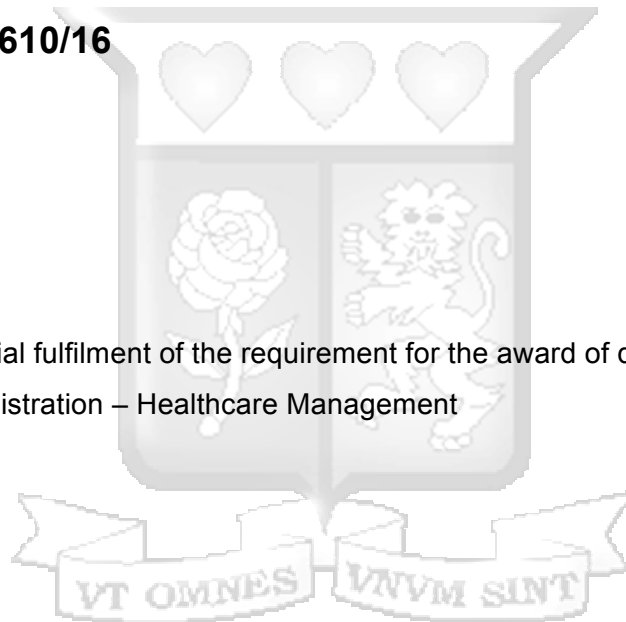 610/16
ial fulfilment of the requirement for the award of
istration – Healthcare Management
VT OMNES VNVM SINT